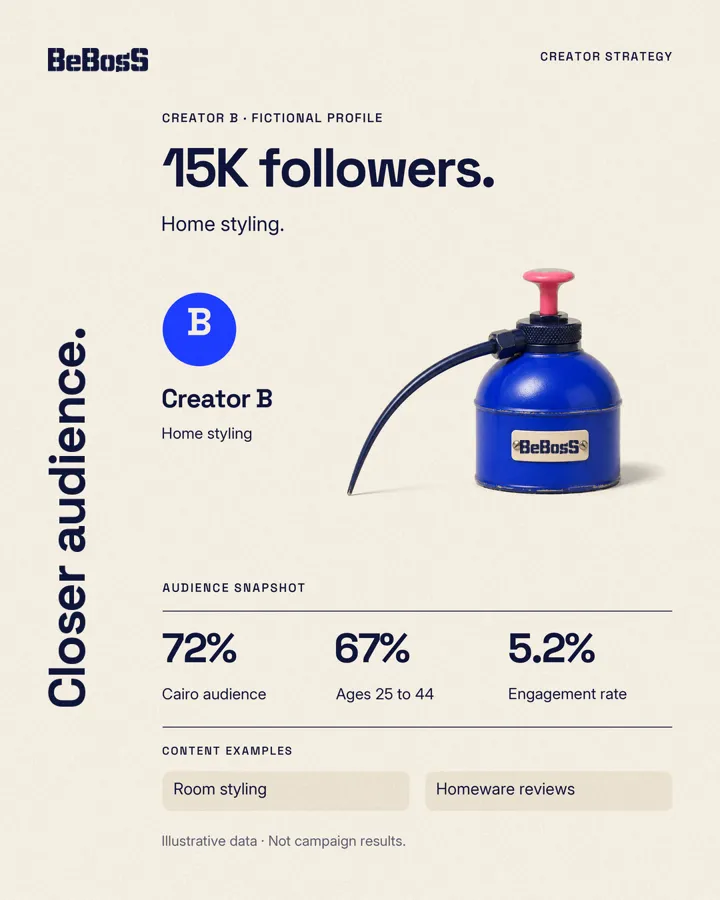 BeBosS
CREATOR STRATEGY
CREATOR B · FICTIONAL PROFILE
15K followers.
Home styling.
B
Creator B
Home styling
BeBosS
Closer audience.
AUDIENCE SNAPSHOT
72%
Cairo audience
67%
Ages 25 to 44
5.2%
Engagement rate
CONTENT EXAMPLES
Room styling
Homeware reviews
Illustrative data · Not campaign results.